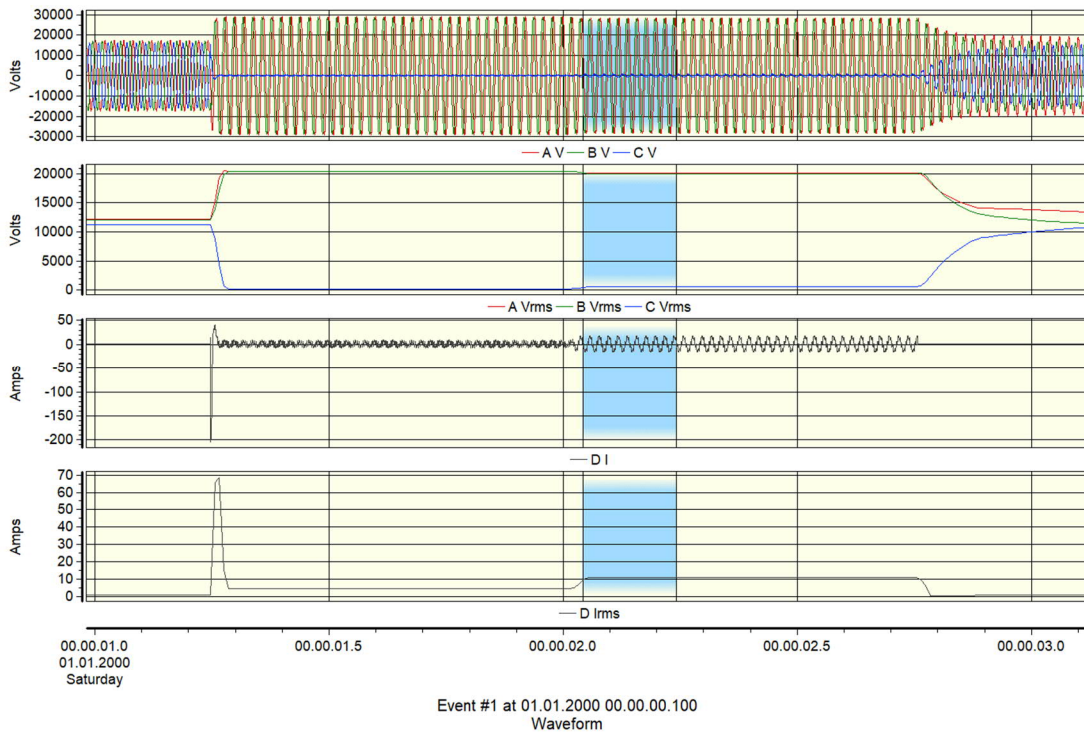 30000
20000
10000
0
-10000
-20000
-30000
Volts
A V B V C V
20000
15000
10000
5000
0
Volts
A Vrms B Vrms C Vrms
50
0
-50
-100
-150
-200
Amps
D I
70
60
50
40
30
20
10
0
Amps
D Irms
00.00.01.0 00.00.01.5 00.00.02.0 00.00.02.5 00.00.03.0
01.01.2000
Saturday
Event #1 at 01.01.2000 00.00.00.100
Waveform